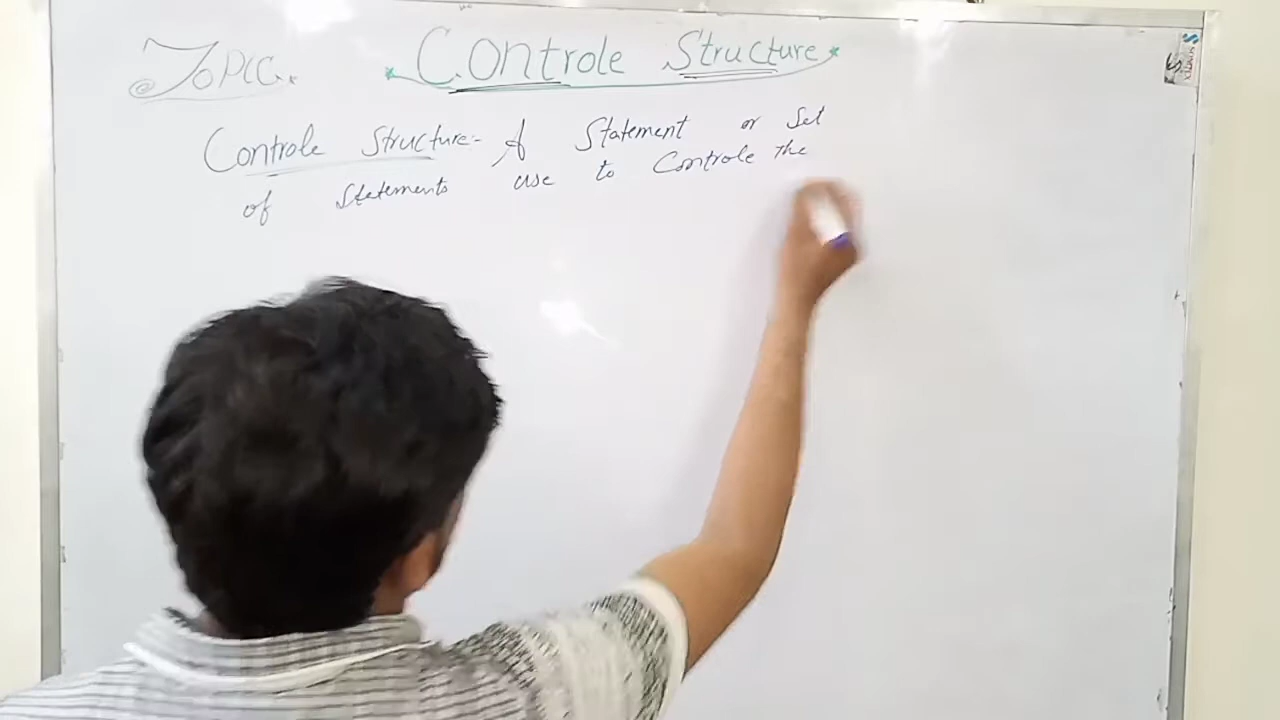 Topic.
Controle Structure
Controle Structure:- A Statement or Set
of Statements use to Controle the